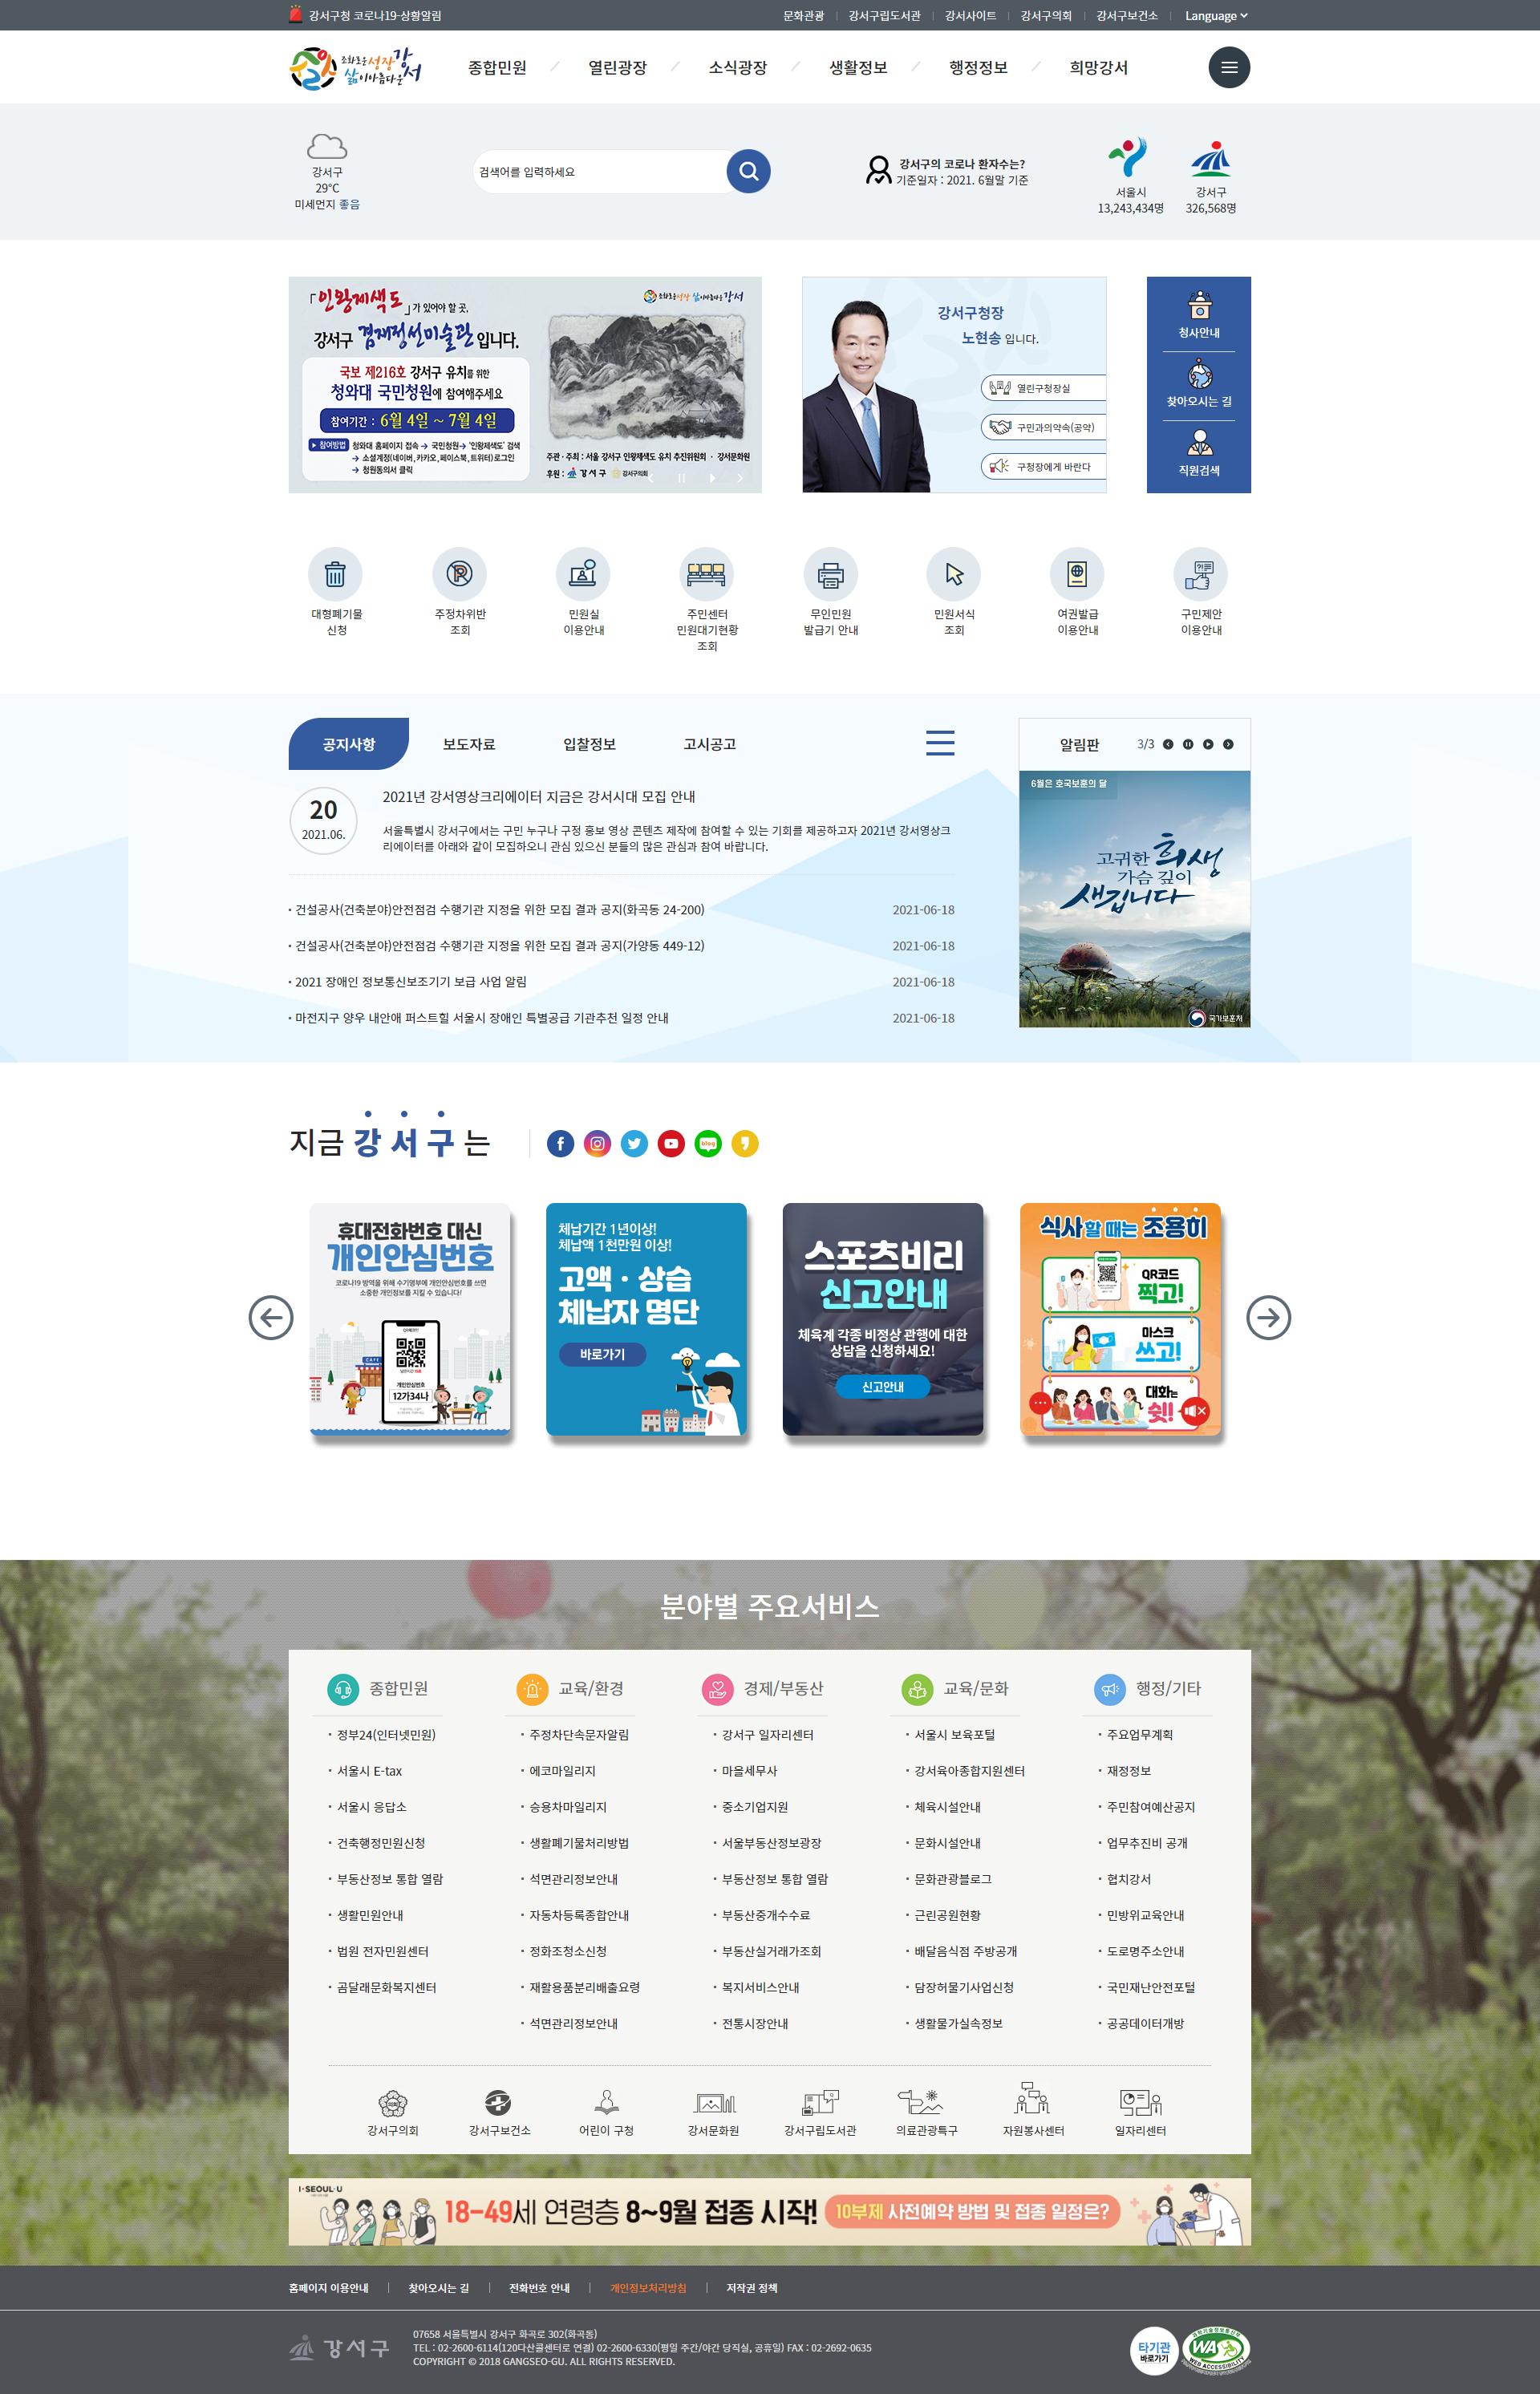 강서구청 코로나19-상황알림
문화관광
강서구립도서관
강서사이트
강서구의회
강서구보건소
Language
조화로운 성장 강서
삶이 아름다운
종합민원
열린광장
소식광장
생활정보
행정정보
희망강서
강서구
29°C
미세먼지 좋음
검색어를 입력하세요
강서구의 코로나 환자수는?
기준일자 : 2021. 6월말 기준
서울시
13,243,434명
강서구
326,568명
「인왕제색도」가 있어야 할 곳,
강서구 겸재정선미술관입니다.
국보 제216호 강서구 유치를 위한
청와대 국민청원에 참여해주세요
참여기간 : 6월 4일 ~ 7월 4일
▶ 참여방법 청와대 홈페이지 접속 → 국민청원→ '인왕제색도' 검색
→ 소셜계정(네이버,카카오,페이스북,트위터)로그인
→ 청원동의서 클릭
조화로운 성장 삶이 아름다운 강서
주관·주최 : 서울 강서구 인왕제색도 유치 추진위원회 · 강서문화원
후원 : 강서구 강서구의회
강서구청장
노현송 입니다.
열린구청장실
구민과의약속(공약)
구청장에게 바란다
청사안내
찾아오시는 길
직원검색
대형폐기물
신청
주정차위반
조회
민원실
이용안내
주민센터
민원대기현황
조회
무인민원
발급기 안내
민원서식
조회
여권발급
이용안내
구민제안
이용안내
공지사항
보도자료
입찰정보
고시공고
20
2021.06.
2021년 강서영상크리에이터 지금은 강서시대 모집 안내
서울특별시 강서구에서는 구민 누구나 구정 홍보 영상 콘텐츠 제작에 참여할 수 있는 기회를 제공하고자 2021년 강서영상크
리에이터를 아래와 같이 모집하오니 관심 있으신 분들의 많은 관심과 참여 바랍니다.
건설공사(건축분야)안전점검 수행기관 지정을 위한 모집 결과 공지(화곡동 24-200) 2021-06-18
건설공사(건축분야)안전점검 수행기관 지정을 위한 모집 결과 공지(가양동 449-12) 2021-06-18
2021 장애인 정보통신보조기기 보급 사업 알림 2021-06-18
마전지구 양우 내안애 퍼스트힐 서울시 장애인 특별공급 기관추천 일정 안내 2021-06-18
알림판
3/3
6월은 호국보훈의 달
고귀한 희생
가슴 깊이
새깁니다
국가보훈처
지금 강서구는
blog
휴대전화번호 대신
개인안심번호
코로나19 방역을 위해 수기명부에 개인안심번호를 쓰면
소중한 개인정보를 지킬 수 있습니다!
CAFE
개인안심번호
12가34나
체납기간 1년이상!
체납액 1천만원 이상!
고액 · 상습
체납자 명단
바로가기
스포츠비리
신고안내
체육계 각종 비정상 관행에 대한
상담을 신청하세요!
신고안내
식사 할 때는 조용히
QR코드
찍고!
마스크
쓰고!
대화는
쉿!
분야별 주요서비스
종합민원
정부24(인터넷민원)
서울시 E-tax
서울시 응답소
건축행정민원신청
부동산정보 통합 열람
생활민원안내
법원 전자민원센터
곰달래문화복지센터
교육/환경
주정차단속문자알림
에코마일리지
승용차마일리지
생활폐기물처리방법
석면관리정보안내
자동차등록종합안내
정화조청소신청
재활용품분리배출요령
석면관리정보안내
경제/부동산
강서구 일자리센터
마을세무사
중소기업지원
서울부동산정보광장
부동산정보 통합 열람
부동산중개수수료
부동산실거래가조회
복지서비스안내
전통시장안내
교육/문화
서울시 보육포털
강서육아종합지원센터
체육시설안내
문화시설안내
문화관광블로그
근린공원현황
배달음식점 주방공개
담장허물기사업신청
생활물가실속정보
행정/기타
주요업무계획
재정정보
주민참여예산공지
업무추진비 공개
협치강서
민방위교육안내
도로명주소안내
국민재난안전포털
공공데이터개방
강서구의회
강서구보건소
어린이 구청
강서문화원
강서구립도서관
의료관광특구
자원봉사센터
일자리센터
I·SEOUL·U
18-49세 연령층 8~9월 접종 시작! 10부제 사전예약 방법 및 접종 일정은?
홈페이지 이용안내
찾아오시는 길
전화번호 안내
개인정보처리방침
저작권 정책
강서구
07658 서울특별시 강서구 화곡로 302(화곡동)
TEL : 02-2600-6114(120다산콜센터로 연결) 02-2600-6330(평일 주간/야간 당직실, 공휴일) FAX : 02-2692-0635
COPYRIGHT © 2018 GANGSEO-GU. ALL RIGHTS RESERVED.
타기관
바로가기
과학기술정보통신부
WA
WEB ACCESSIBILITY